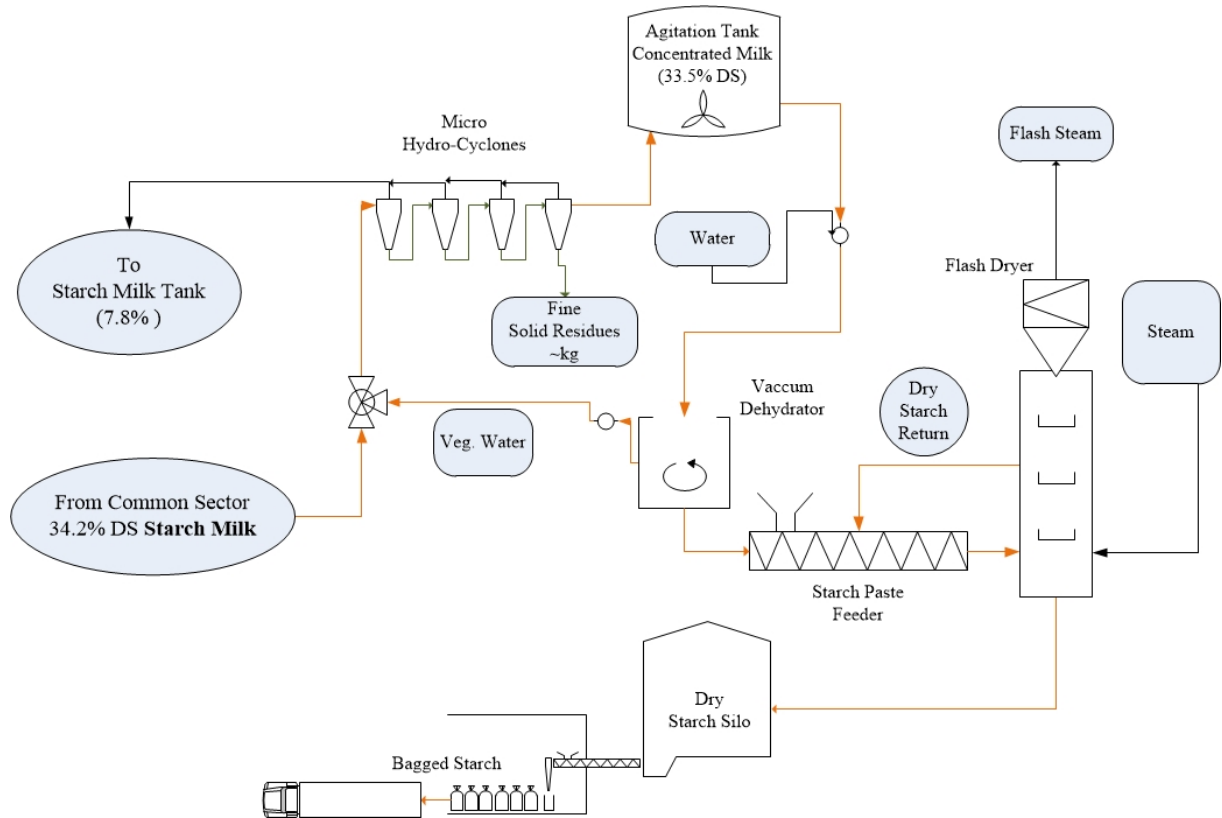 Agitation Tank
Concentrated Milk
(33.5% DS)
Micro
Hydro-Cyclones
Flash Steam
Water
Flash Dryer
To
Starch Milk Tank
(7.8% )
Fine
Solid Residues
~kg
Steam
Vaccum
Dehydrator
Dry
Starch
Return
Veg. Water
From Common Sector
34.2% DS Starch Milk
Starch Paste
Feeder
Dry
Starch Silo
Bagged Starch